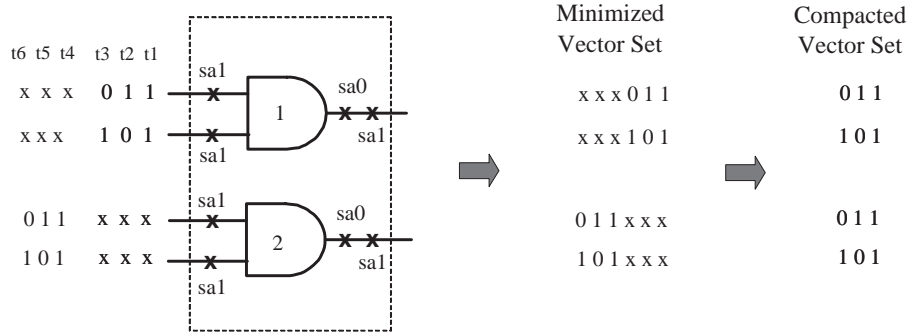 Minimized
Vector Set
Compacted
Vector Set
t6 t5 t4 t3 t2 t1
sa1
x x x 0 1 1
sa0
x x x 0 1 1
0 1 1
1
x x x 1 0 1
sa1
sa1
x x x 1 0 1
1 0 1
sa1
0 1 1 x x x
sa0
0 1 1 x x x
0 1 1
2
1 0 1 x x x
sa1
sa1
1 0 1 x x x
1 0 1